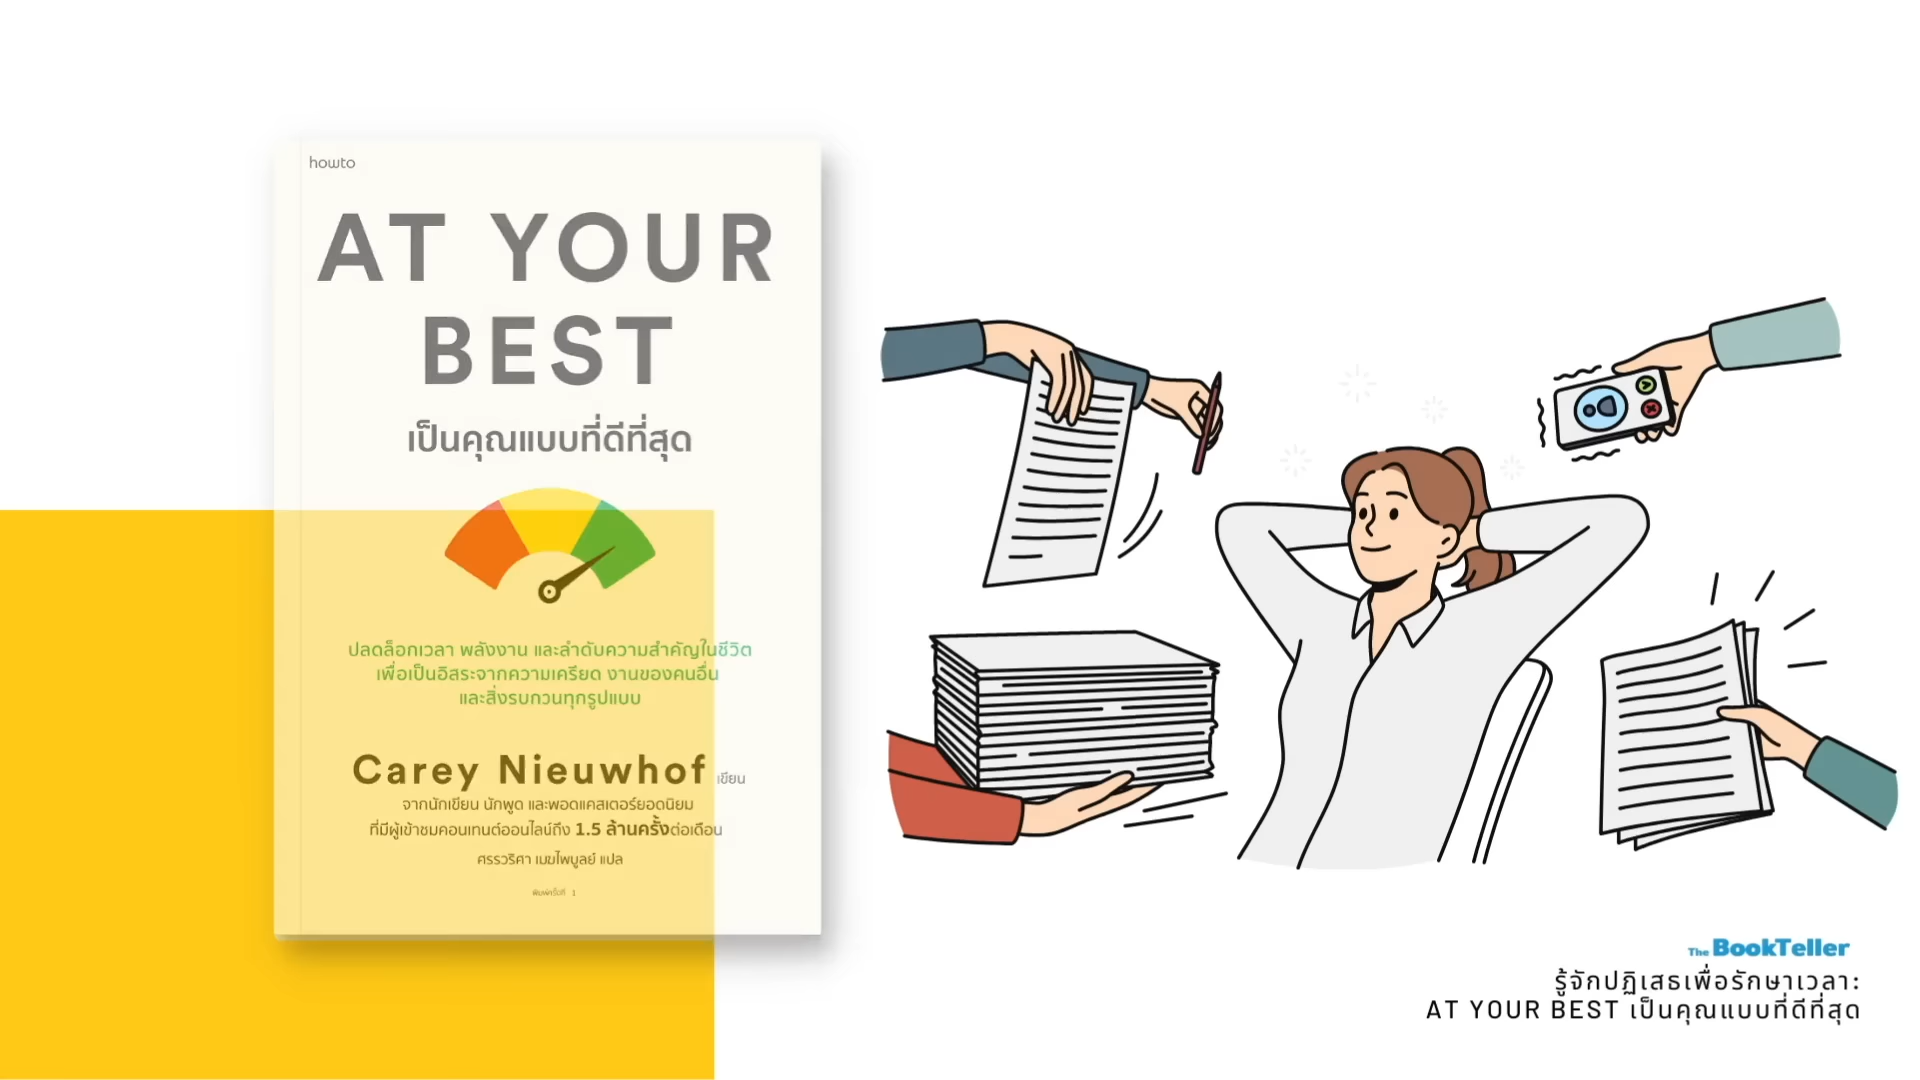 howto
AT YOUR
BEST
เป็นคุณแบบที่ดีที่สุด
ปลดล็อกเวลา พลังงาน และลำดับความสำคัญในชีวิต
เพื่อเป็นอิสระจากความเครียด งานของคนอื่น
และสิ่งรบกวนทุกรูปแบบ
Carey Nieuwhof เขียน
จากนักเขียน นักพูด และพอดแคสเตอร์ยอดนิยม
ที่มีผู้เข้าชมคอนเทนต์ออนไลน์ถึง 1.5 ล้านครั้งต่อเดือน
ศรรวริศา เมฆไพบูลย์ แปล
พิมพ์ครั้งที่ 1
The BookTeller
รู้จักปฏิเสธเพื่อรักษาเวลา:
AT YOUR BEST เป็นคุณแบบที่ดีที่สุด